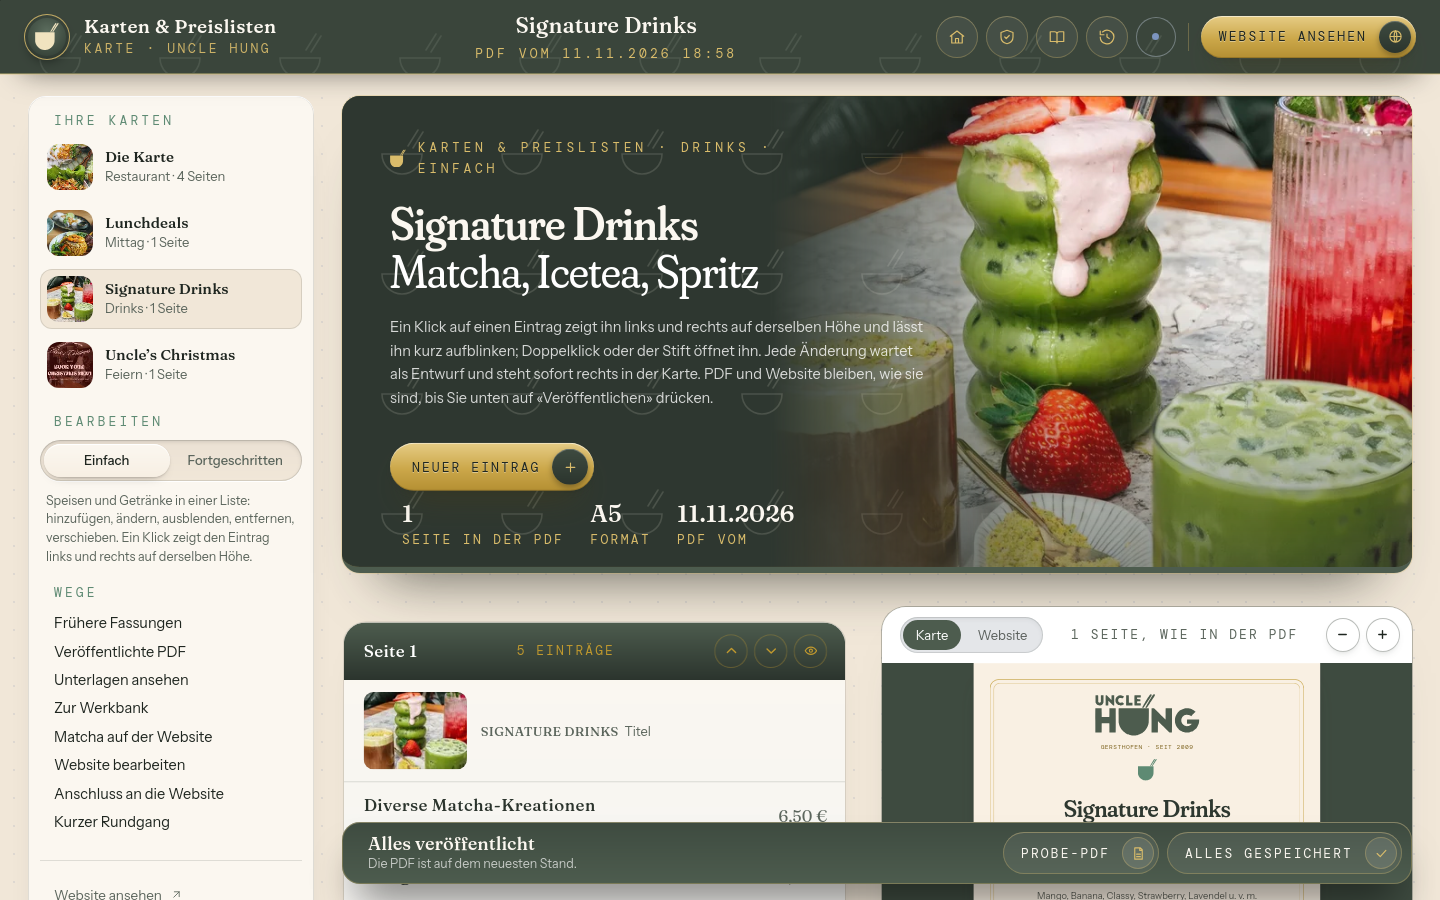 Karten & Preislisten
KARTE · UNCLE HUNG
Signature Drinks
PDF VOM 11.11.2026 18:58
WEBSITE ANSEHEN
IHRE KARTEN
Die Karte
Restaurant · 4 Seiten
Lunchdeals
Mittag · 1 Seite
Signature Drinks
Drinks · 1 Seite
Uncle’s Christmas
Feiern · 1 Seite
BEARBEITEN
Einfach
Fortgeschritten
Speisen und Getränke in einer Liste:
hinzufügen, ändern, ausblenden, entfernen,
verschieben. Ein Klick zeigt den Eintrag
links und rechts auf derselben Höhe.
WEGE
Frühere Fassungen
Veröffentlichte PDF
Unterlagen ansehen
Zur Werkbank
Matcha auf der Website
Website bearbeiten
Anschluss an die Website
Kurzer Rundgang
Website ansehen
KARTEN & PREISLISTEN · DRINKS ·
EINFACH
Signature Drinks
Matcha, Icetea, Spritz
Ein Klick auf einen Eintrag zeigt ihn links und rechts auf derselben Höhe und lässt
ihn kurz aufblinken; Doppelklick oder der Stift öffnet ihn. Jede Änderung wartet
als Entwurf und steht sofort rechts in der Karte. PDF und Website bleiben, wie sie
sind, bis Sie unten auf «Veröffentlichen» drücken.
NEUER EINTRAG
1
SEITE IN DER PDF
A5
FORMAT
11.11.2026
PDF VOM
Seite 1
5 EINTRÄGE
SIGNATURE DRINKS Titel
Diverse Matcha-Kreationen
6,50 €
Karte
Website
1 SEITE, WIE IN DER PDF
UNCLE
HUNG
GERSTHOFEN · SEIT 2009
Signature Drinks
Alles veröffentlicht
Die PDF ist auf dem neuesten Stand.
PROBE-PDF
ALLES GESPEICHERT
Mango, Banana, Classy, Strawberry, Lavendel u. v. m.